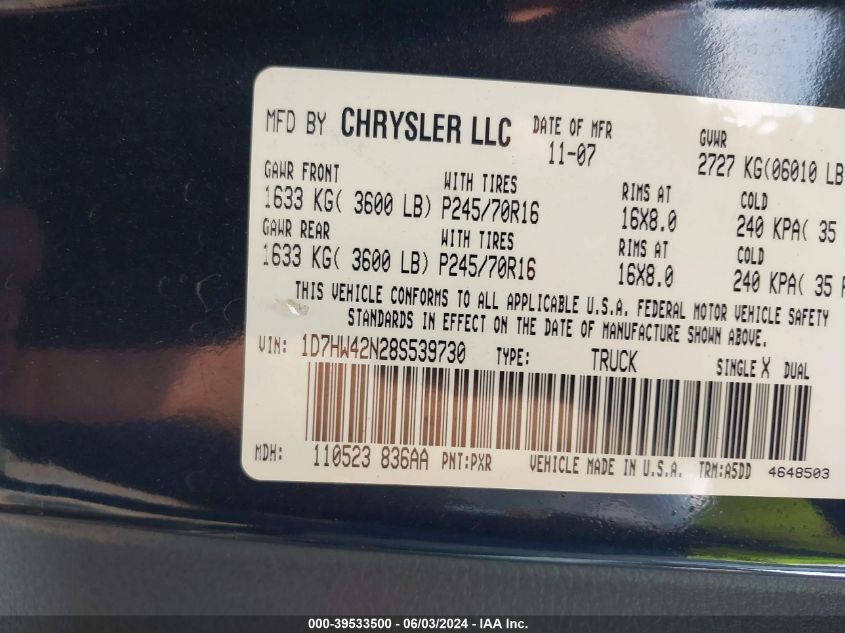 MFD BY CHRYSLER LLC DATE OF MFR GVWR
11-07 2727 KG(06010 LB
GAWR FRONT WITH TIRES RIMS AT COLD
1633 KG( 3600 LB) P245/70R16 16X8.0 240 KPA( 35
GAWR REAR WITH TIRES RIMS AT COLD
1633 KG( 3600 LB) P245/70R16 16X8.0 240 KPA( 35 P
THIS VEHICLE CONFORMS TO ALL APPLICABLE U.S.A. FEDERAL MOTOR VEHICLE SAFETY
STANDARDS IN EFFECT ON THE DATE OF MANUFACTURE SHOWN ABOVE.
VIN: 1D7HW42N28S539730 TYPE: TRUCK SINGLE X DUAL
MDH: 110523 836AA PNT:PXR VEHICLE MADE IN U.S.A. TRM:A5DD 4648503
000-39533500 - 06/03/2024 - IAA Inc.